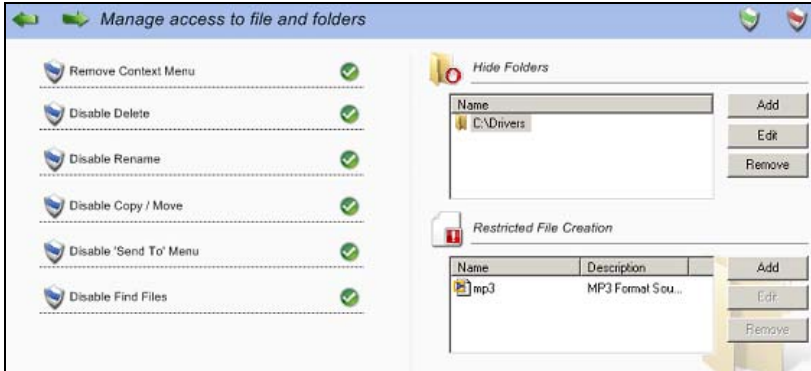 Manage access to file and folders
Remove Context Menu
Disable Delete
Disable Rename
Disable Copy / Move
Disable 'Send To' Menu
Disable Find Files
Hide Folders
Name
C:\Drivers
Add
Edit
Remove
Restricted File Creation
Name Description
mp3 MP3 Format Sou...
Add
Edit
Remove